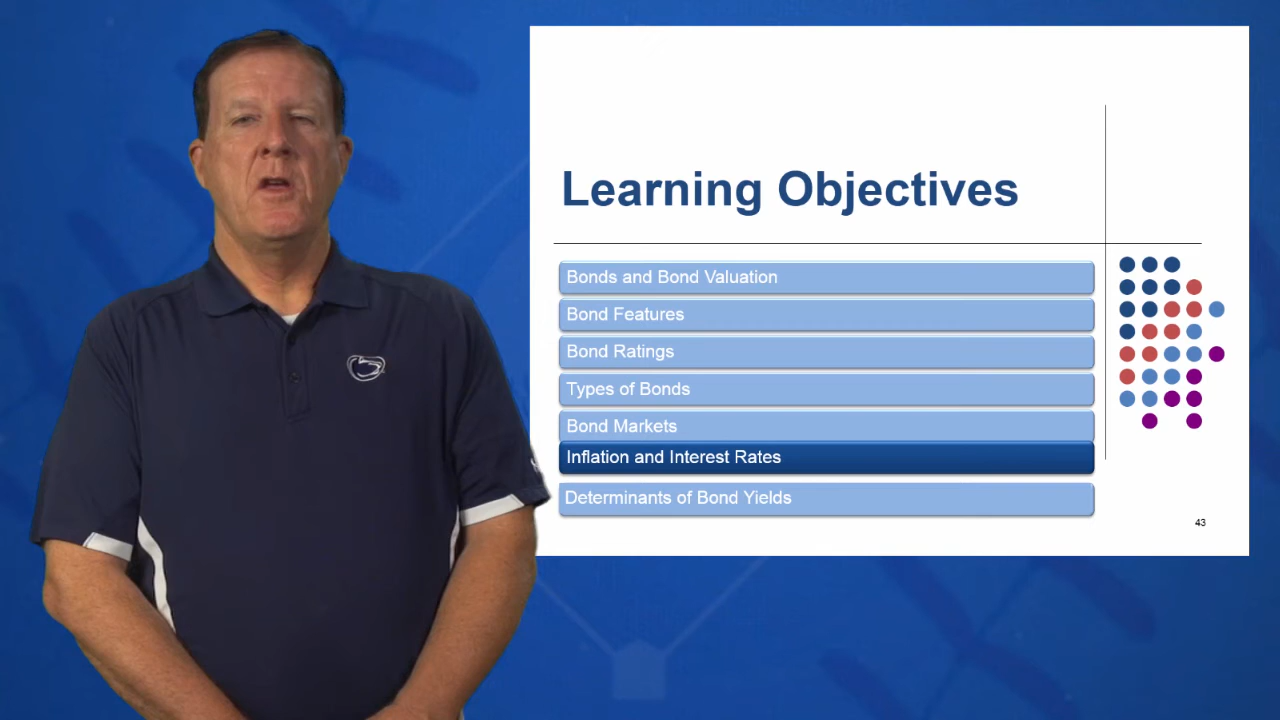 Learning Objectives
Bonds and Bond Valuation
Bond Features
Bond Ratings
Types of Bonds
Bond Markets
Inflation and Interest Rates
Determinants of Bond Yields
43